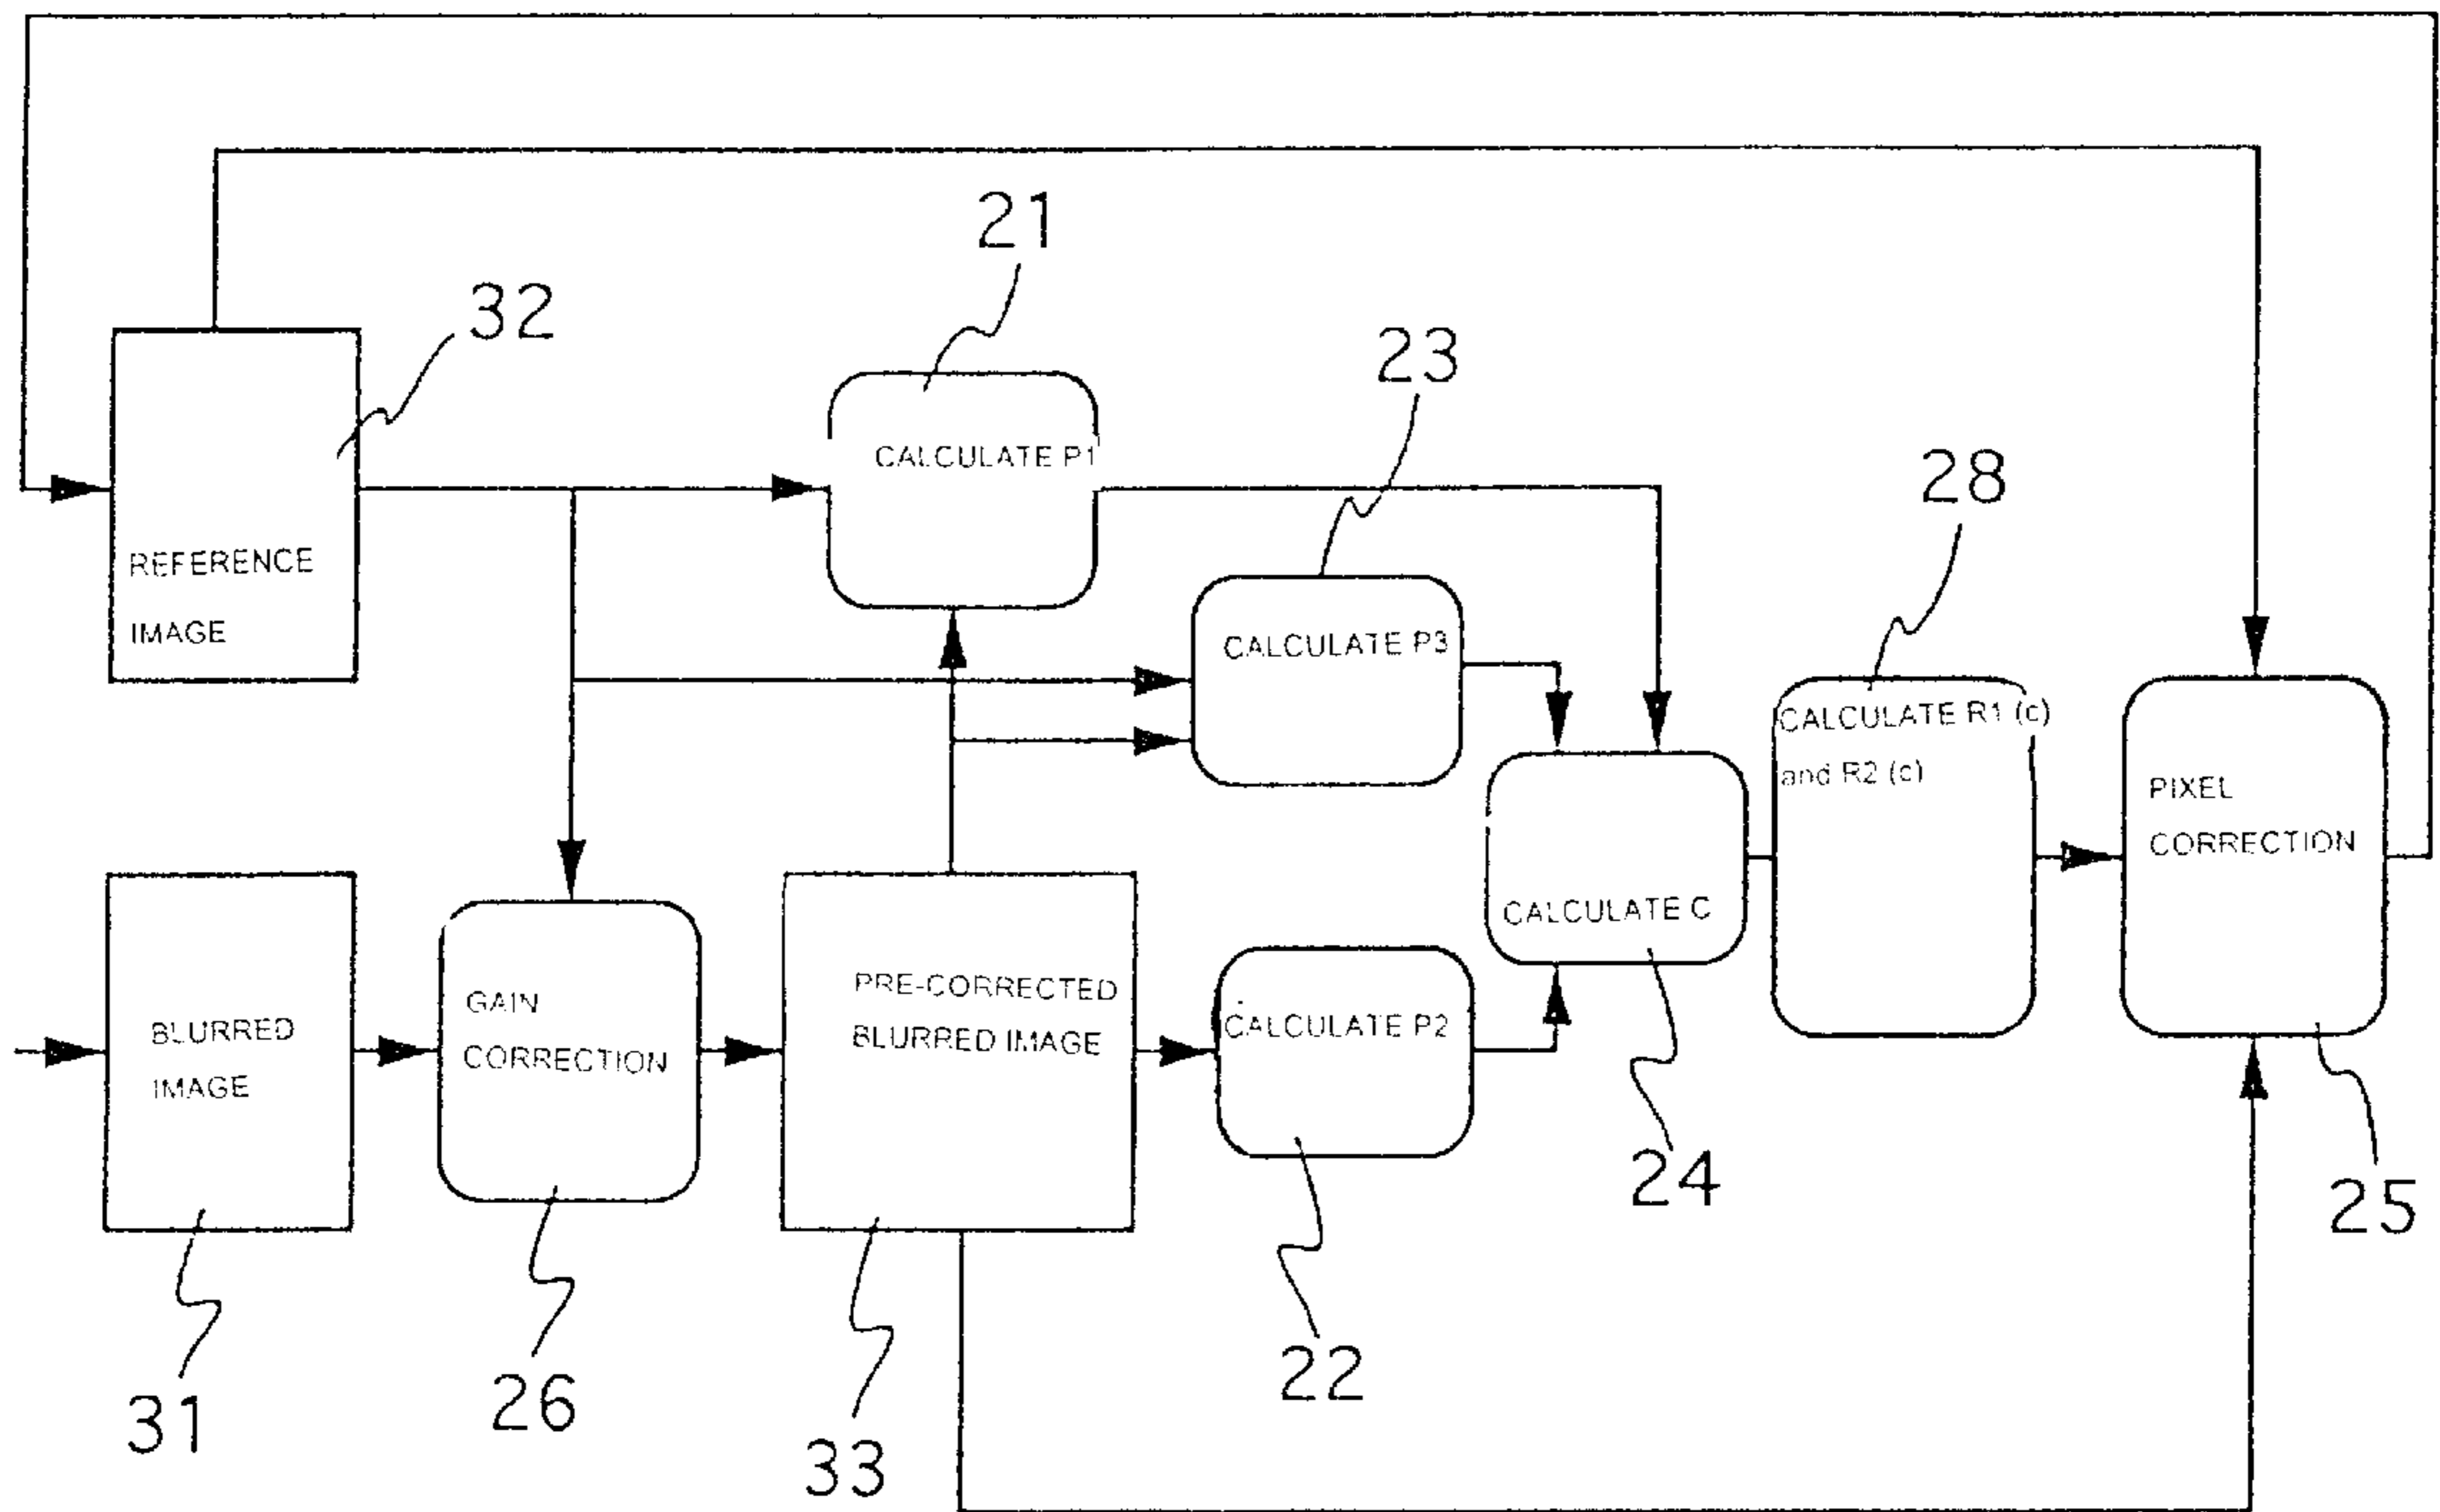 21
32
23
CALCULATE P1
28
REFERENCE
IMAGE
CALCULATE P3
CALCULATE R1 (c)
and R2 (c)
PIXEL
CORRECTION
CALCULATE C
BLURRED
IMAGE
GAIN
CORRECTION
PRE-CORRECTED
BLURRED IMAGE
CALCULATE P2
24
25
31
26
33
22